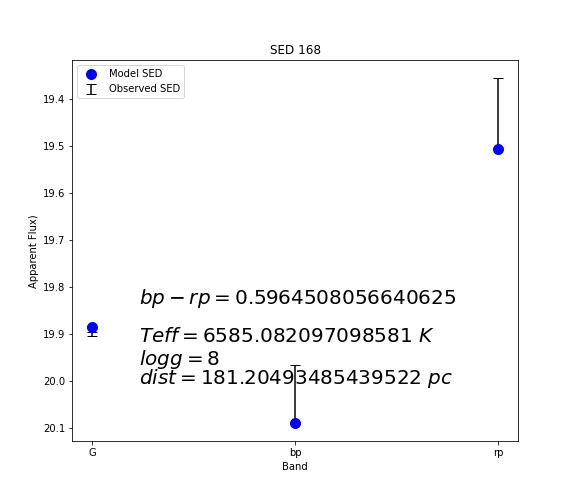 SED 168
Model SED
Observed SED
19.4
19.5
19.6
19.7
19.8
19.9
20.0
20.1
Apparent Flux)
bp − rp = 0.5964508056640625
Teff = 6585.082097098581 K
logg = 8
dist = 181.20493485439522 pc
G
bp
rp
Band